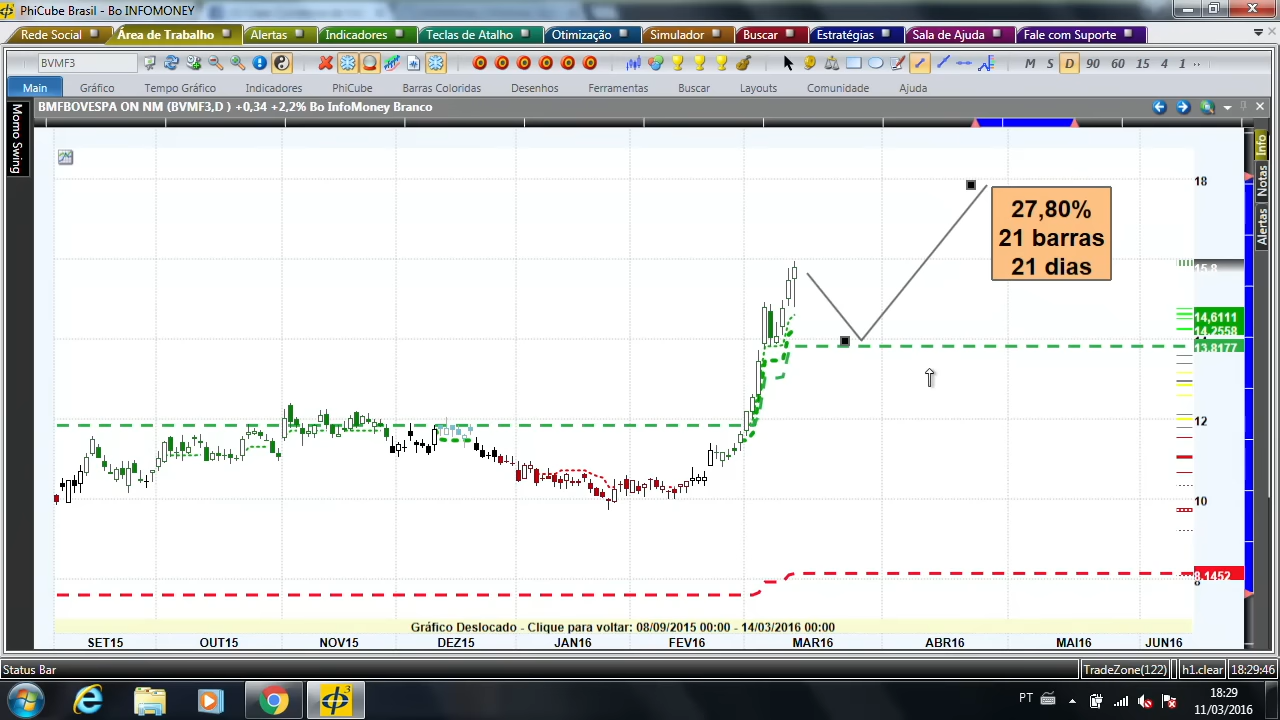 PhiCube Brasil - Bo INFOMONEY
Rede Social Área de Trabalho Alertas Indicadores Teclas de Atalho Otimização Simulador Buscar Estratégias Sala de Ajuda Fale com Suporte
BVMF3 M S D 90 60 15 4 1
Main Gráfico Tempo Gráfico Indicadores PhiCube Barras Coloridas Desenhos Ferramentas Buscar Layouts Comunidade Ajuda
BMFBOVESPA ON NM (BVMF3,D ) +0,34 +2,2% Bo InfoMoney Branco
Momo Swing
Info
Notas
Alertas
18
27,80%
21 barras
21 dias
15,8
14,6111
14,2558
13,8177
12
10
8,1452
8
Gráfico Deslocado - Clique para voltar: 08/09/2015 00:00 - 14/03/2016 00:00
SET15 OUT15 NOV15 DEZ15 JAN16 FEV16 MAR16 ABR16 MAI16 JUN16
Status Bar TradeZone(122) h1.clear 18:29:46
PT 18:29
11/03/2016